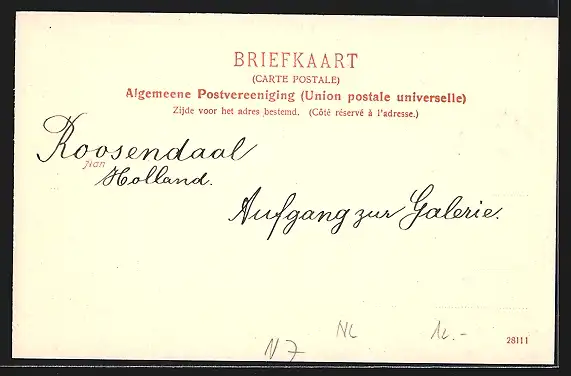 BRIEFKAART
(CARTE POSTALE)
Algemeene Postvereeniging (Union postale universelle)
Zijde voor het adres bestemd. (Côté réservé à l'adresse.)
Roosendaal
Holland.
Aufgang zur Galerie.
NL
12.-
N7
28111